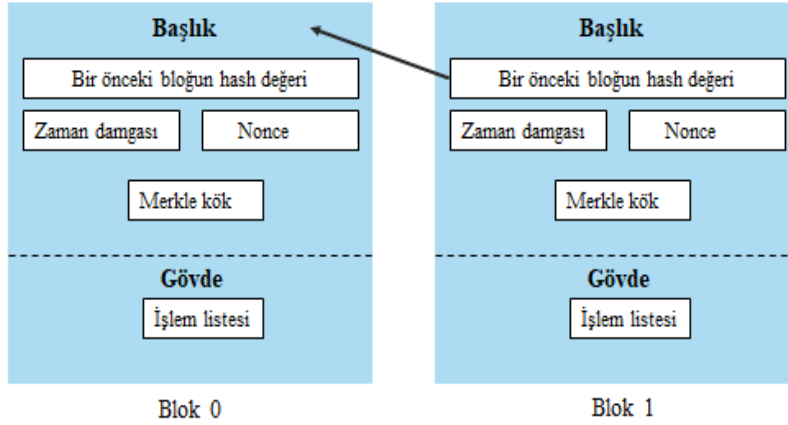 Başlık
Bir önceki bloğun hash değeri
Zaman damgası
Nonce
Merkle kök
Gövde
İşlem listesi
Blok 0
Başlık
Bir önceki bloğun hash değeri
Zaman damgası
Nonce
Merkle kök
Gövde
İşlem listesi
Blok 1